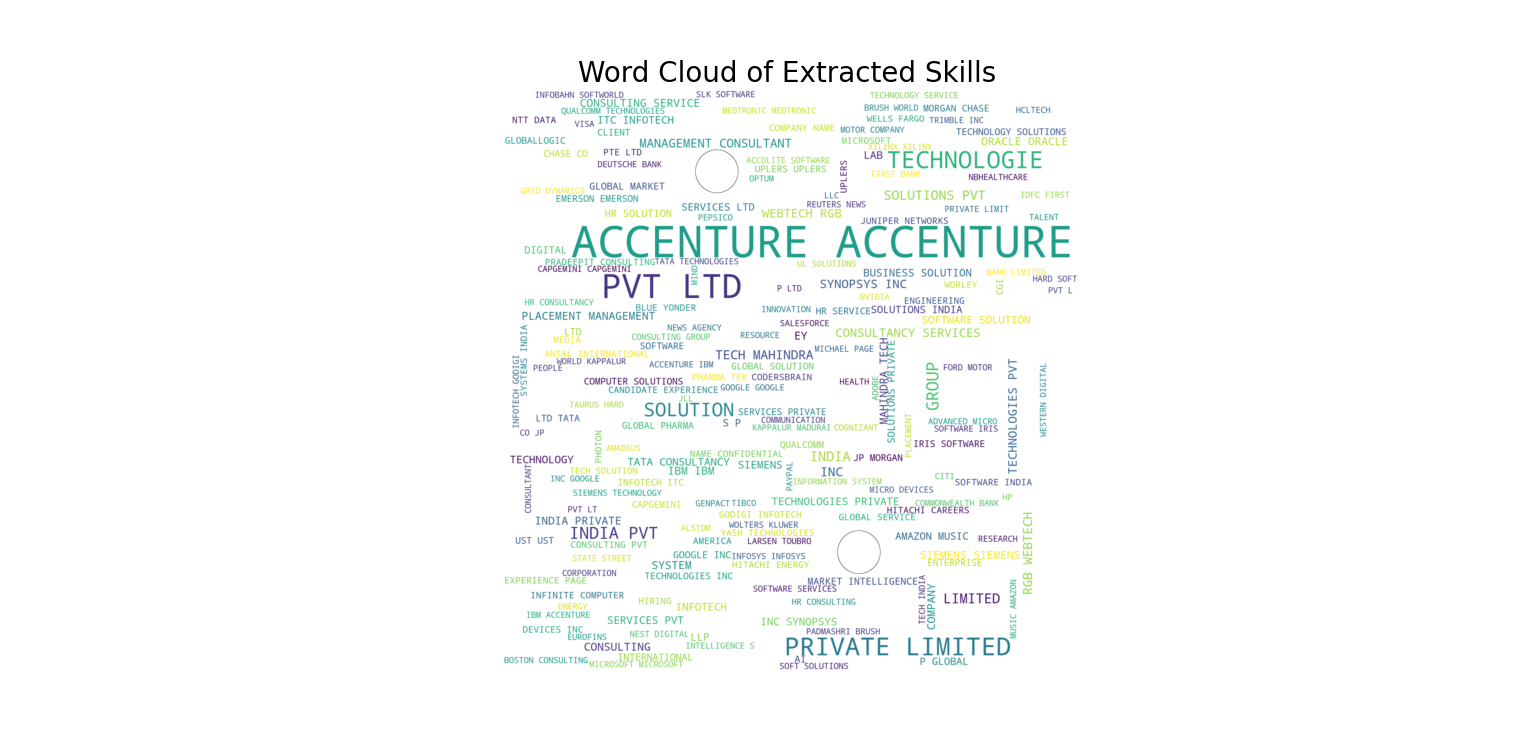 Word Cloud of Extracted Skills
INFOBAHN SOFTWORLD
SLK SOFTWARE
TECHNOLOGY SERVICE
CONSULTING SERVICE
QUALCOMM TECHNOLOGIES
MEDTRONIC MEDTRONIC
BRUSH WORLD
MORGAN CHASE
HCLTECH
NTT DATA
VISA
ITC INFOTECH
WELLS FARGO
TRIMBLE INC
CLIENT
COMPANY NAME
MOTOR COMPANY
TECHNOLOGY SOLUTIONS
GLOBALLOGIC
MANAGEMENT CONSULTANT
MICROSOFT
XILINX XILINX
ORACLE ORACLE
CHASE CO
PTE LTD
DEUTSCHE BANK
ACCOLITE SOFTWARE
UPLERS UPLERS
UPLERS
LAB
TECHNOLOGIE
OPTUM
FIRST BANK
NBHEALTHCARE
GRID DYNAMICS
GLOBAL MARKET
EMERSON EMERSON
LLC
SOLUTIONS PVT
IDFC FIRST
SERVICES LTD
REUTERS NEWS
PRIVATE LIMIT
HR SOLUTION
PEPSICO
WEBTECH RGB
JUNIPER NETWORKS
TALENT
ACCENTURE ACCENTURE
DIGITAL
PRADEEPIT CONSULTING
TATA TECHNOLOGIES
UL SOLUTIONS
CAPGEMINI CAPGEMINI
MIND
BUSINESS SOLUTION
BANK LIMITED
HARD SOFT
PVT LTD
P LTD
SYNOPSYS INC
WORLEY
CGI
PVT L
HR CONSULTANCY
BLUE YONDER
NVIDIA
ENGINEERING
INNOVATION
HR SERVICE
SOLUTIONS INDIA
PLACEMENT MANAGEMENT
SALESFORCE
SOFTWARE SOLUTION
NEWS AGENCY
LTD
MEDIA
CONSULTING GROUP
RESOURCE
EY
CONSULTANCY SERVICES
SOFTWARE
SYSTEMS INDIA
INFOTECH GODIGI
ANTAL INTERNATIONAL
WORLD KAPPALUR
PEOPLE
TECH MAHINDRA
MICHAEL PAGE
MAHINDRA TECH
SOLUTIONS PRIVATE
ACCENTURE IBM
GLOBAL SOLUTION
GROUP
FORD MOTOR
TECHNOLOGIES PVT
WESTERN DIGITAL
COMPUTER SOLUTIONS
PHARMA TEK
CODERSBRAIN
HEALTH
ADOBE
CANDIDATE EXPERIENCE
GOOGLE GOOGLE
JLL
TAURUS HARD
SOLUTION
SERVICES PRIVATE
LTD TATA
COMMUNICATION
GLOBAL PHARMA
S P
KAPPALUR MADURAI
COGNIZANT
PLACEMENT
ADVANCED MICRO
SOFTWARE IRIS
CO JP
PHOTON
AMADEUS
QUALCOMM
IRIS SOFTWARE
NAME CONFIDENTIAL
TECHNOLOGY
TATA CONSULTANCY
SIEMENS
INDIA
JP MORGAN
TECH SOLUTION
IBM IBM
PAYPAL
INC
CONSULTANT
INC GOOGLE
INFOTECH ITC
INFORMATION SYSTEM
CITI
SOFTWARE INDIA
SIEMENS TECHNOLOGY
MICRO DEVICES
HP
PVT LT
CAPGEMINI
GENPACT
TIBCO
TECHNOLOGIES PRIVATE
COMMONWEALTH BANK
HITACHI CAREERS
INDIA PRIVATE
GODIGI INFOTECH
GLOBAL SERVICE
WOLTERS KLUWER
INDIA PVT
ALSTOM
YASH TECHNOLOGIES
AMAZON MUSIC
RESEARCH
RGB WEBTECH
UST UST
CONSULTING PVT
AMERICA
LARSEN TOUBRO
STATE STREET
GOOGLE INC
INFOSYS INFOSYS
SIEMENS SIEMENS
ENTERPRISE
SYSTEM
HITACHI ENERGY
CORPORATION
TECHNOLOGIES INC
EXPERIENCE PAGE
MARKET INTELLIGENCE
SOFTWARE SERVICES
TECH INDIA
COMPANY
MUSIC AMAZON
INFINITE COMPUTER
HIRING
HR CONSULTING
LIMITED
ENERGY
INFOTECH
IBM ACCENTURE
SERVICES PVT
INC SYNOPSYS
DEVICES INC
EUROFINS
NEST DIGITAL
LLP
PADMASHRI BRUSH
CONSULTING
INTELLIGENCE S
PRIVATE LIMITED
BOSTON CONSULTING
INTERNATIONAL
MICROSOFT MICROSOFT
AI
SOFT SOLUTIONS
P GLOBAL